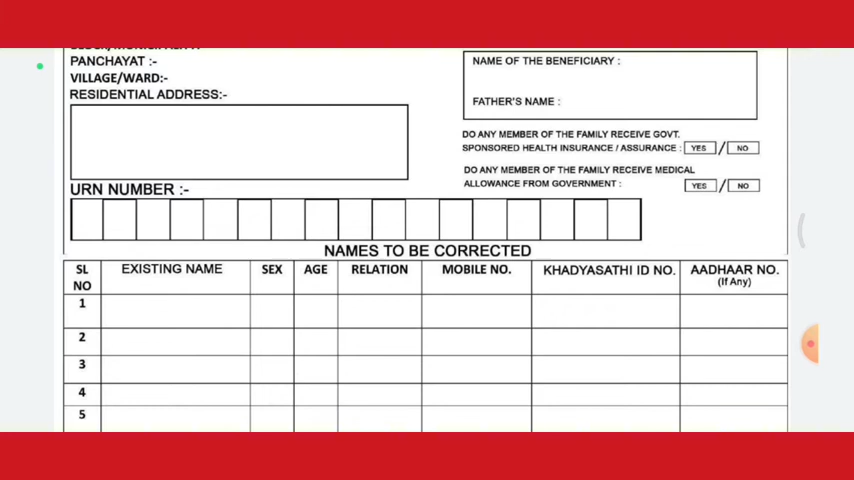 PANCHAYAT :-
VILLAGE/WARD:-
RESIDENTIAL ADDRESS:-
NAME OF THE BENEFICIARY :
FATHER'S NAME :
DO ANY MEMBER OF THE FAMILY RECEIVE GOVT.
SPONSORED HEALTH INSURANCE / ASSURANCE : YES / NO
DO ANY MEMBER OF THE FAMILY RECEIVE MEDICAL
ALLOWANCE FROM GOVERNMENT : YES / NO
URN NUMBER :-
NAMES TO BE CORRECTED
SL NO EXISTING NAME SEX AGE RELATION MOBILE NO. KHADYASATHI ID NO. AADHAAR NO. (If Any)
1
2
3
4
5